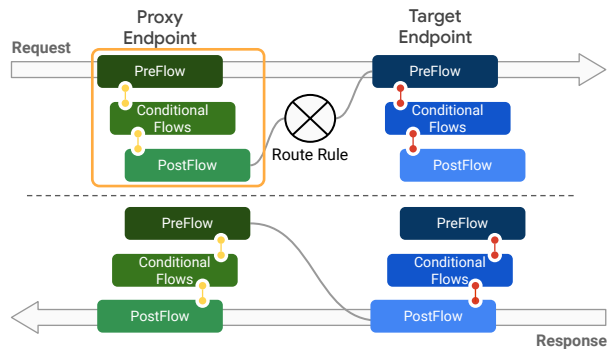 Proxy
Endpoint
Target
Endpoint
Request
PreFlow
PreFlow
Conditional
Flows
Conditional
Flows
Route Rule
PostFlow
PostFlow
PreFlow
PreFlow
Conditional
Flows
Conditional
Flows
PostFlow
PostFlow
Response